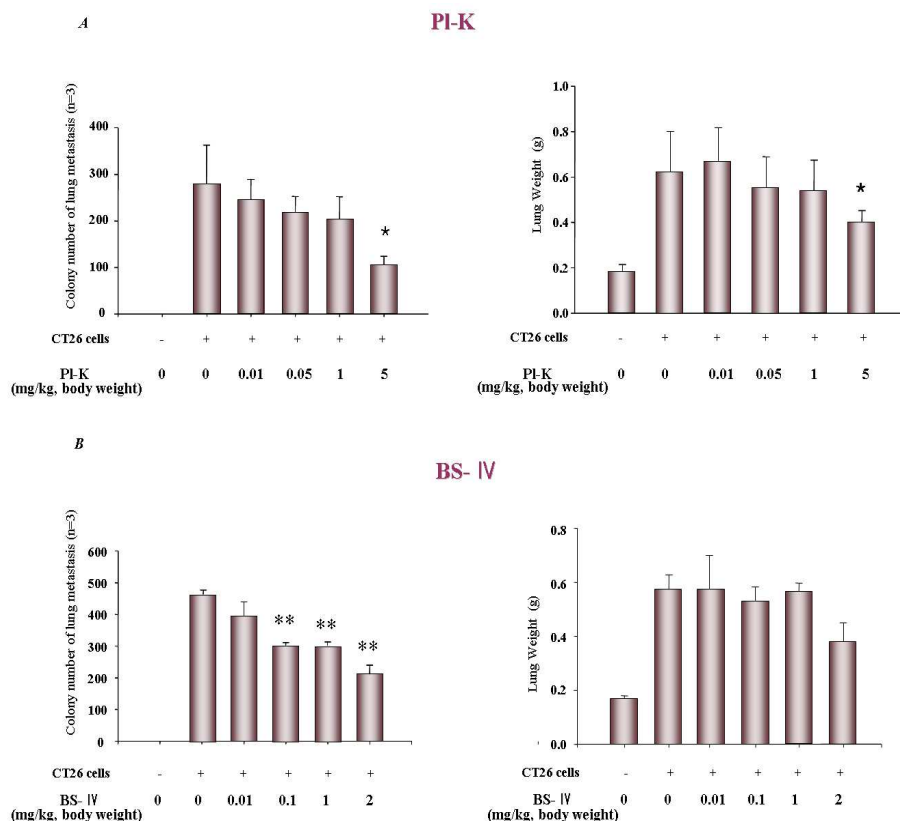 A
PI-K
Colony number of lung metastasis (n=3)
400
300
200
100
0
*
CT26 cells - + + + + +
PI-K 0 0 0.01 0.05 1 5
(mg/kg, body weight)
Lung Weight (g)
1.0
0.8
0.6
0.4
0.2
0.0
*
- + + + + +
PI-K 0 0 0.01 0.05 1 5
(mg/kg, body weight)
B
BS- Ⅳ
Colony number of lung metastasis (n=3)
600
500
400
300
200
100
0
** ** **
CT26 cells - + + + + +
BS- Ⅳ 0 0 0.01 0.1 1 2
(mg/kg, body weight)
Lung Weight (g)
0.8
0.6
0.4
0.2
0.0
CT26 cells - + + + + +
BS- Ⅳ 0 0 0.01 0.1 1 2
(mg/kg, body weight)